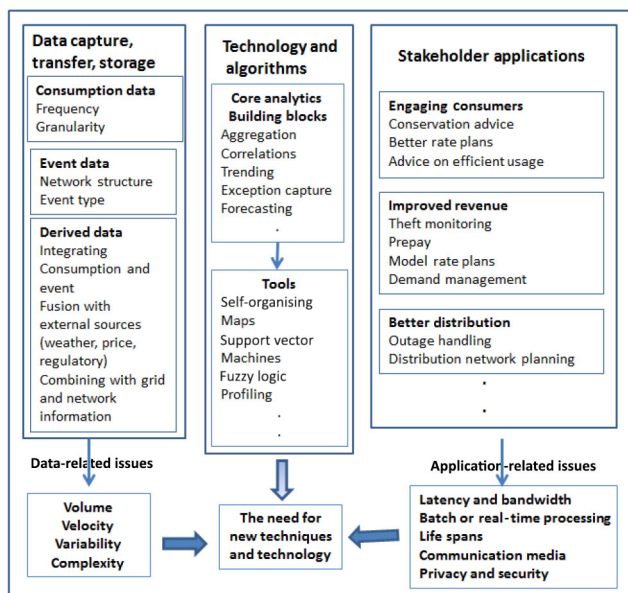 Data capture,
transfer, storage
Consumption data
Frequency
Granularity
Event data
Network structure
Event type
Derived data
Integrating
Consumption and
event
Fusion with
external sources
(weather, price,
regulatory)
Combining with grid
and network
information
Data-related issues
Volume
Velocity
Variability
Complexity
Technology and
algorithms
Core analytics
Building blocks
Aggregation
Correlations
Trending
Exception capture
Forecasting
.
Tools
Self-organising
Maps
Support vector
Machines
Fuzzy logic
Profiling
.
.
The need for
new techniques
and technology
Stakeholder applications
Engaging consumers
Conservation advice
Better rate plans
Advice on efficient usage
Improved revenue
Theft monitoring
Prepay
Model rate plans
Demand management
Better distribution
Outage handling
Distribution network planning
.
.
Application-related issues
Latency and bandwidth
Batch or real-time processing
Life spans
Communication media
Privacy and security